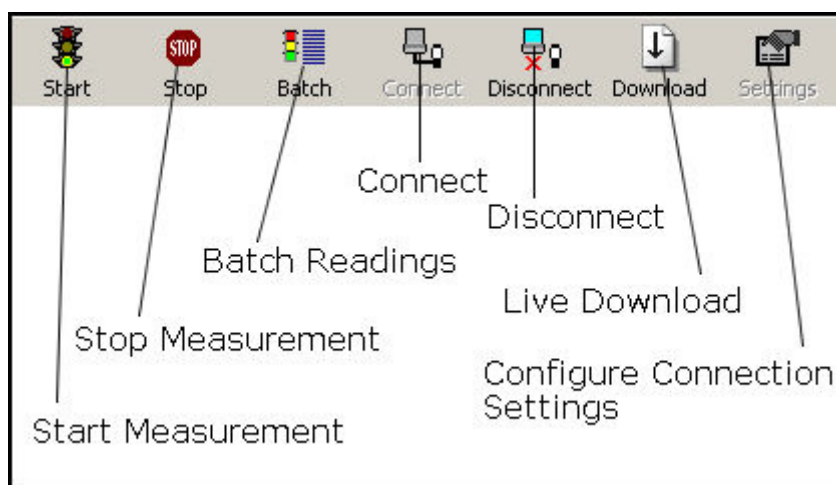 STOP
Start Stop Batch Connect Disconnect Download Settings
Connect
Disconnect
Batch Readings
Live Download
Stop Measurement
Configure Connection
Settings
Start Measurement